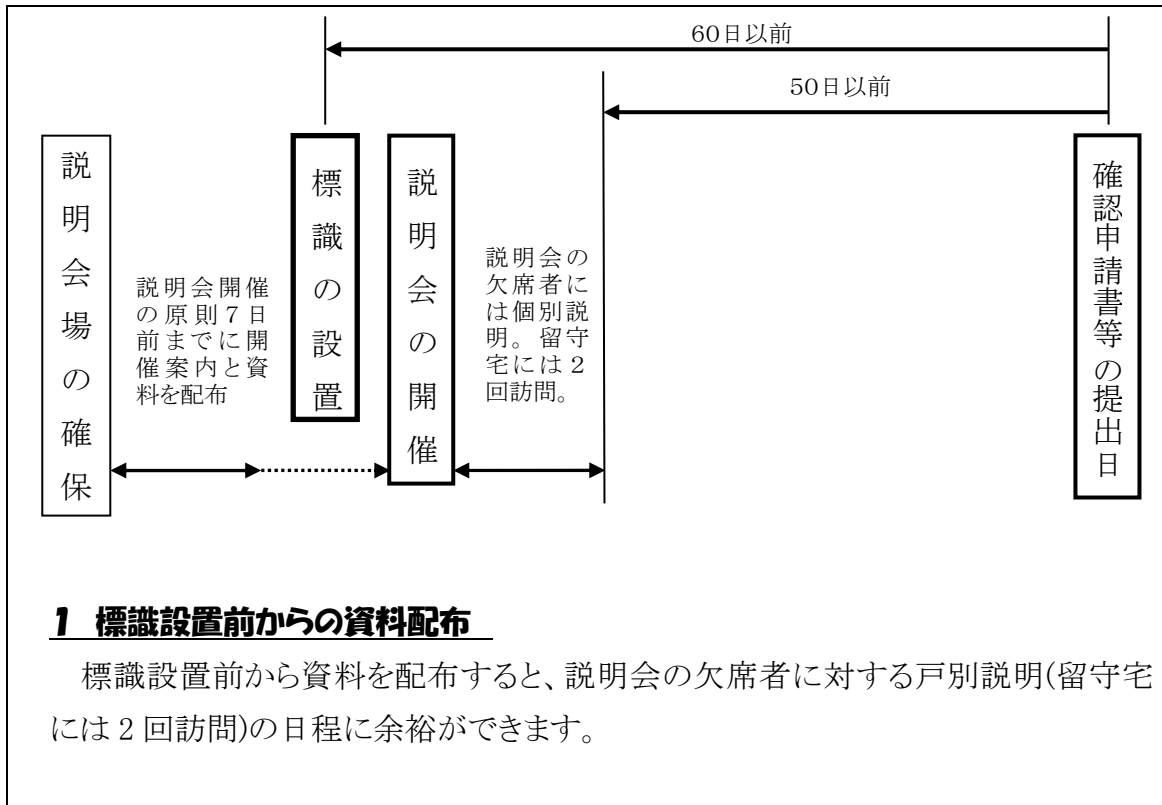 60日以前
50日以前
説明会場の確保
説明会開催
の原則7日
前までに開
催案内と資
料を配布
標識の設置
説明会の開催
説明会の
欠席者に
は個別説
明。留守
宅には2
回訪問。
確認申請書等の提出日
1 標識設置前からの資料配布
標識設置前から資料を配布すると、説明会の欠席者に対する戸別説明(留守宅
には2回訪問)の日程に余裕ができます。